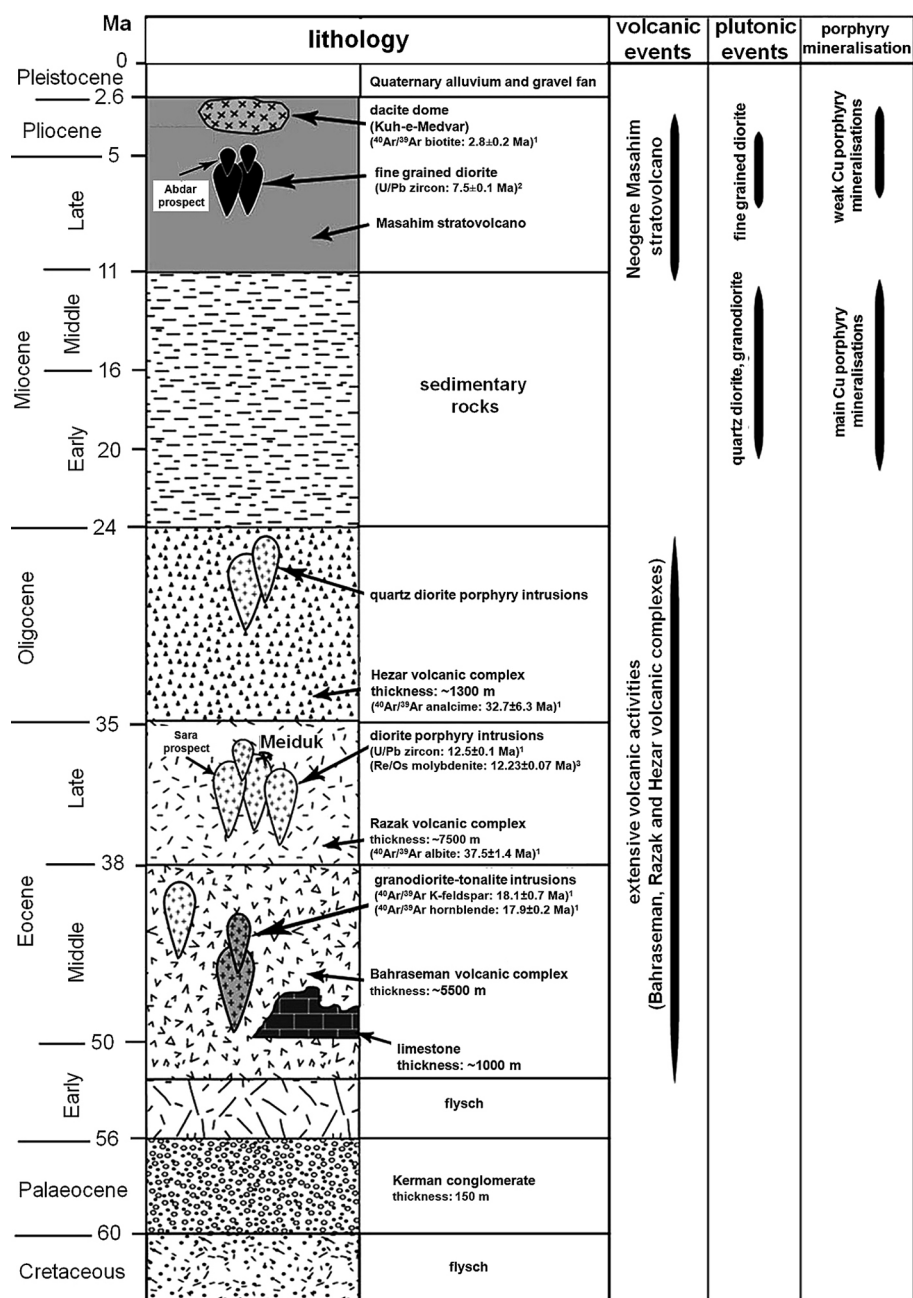 Ma
lithology
volcanic
events
plutonic
events
porphyry
mineralisation
0
Pleistocene
Quaternary alluvium and gravel fan
2.6
Pliocene
dacite dome
(Kuh-e-Medvar)
(⁴⁰Ar/³⁹Ar biotite: 2.8±0.2 Ma)¹
5
Abdar
prospect
fine grained diorite
(U/Pb zircon: 7.5±0.1 Ma)²
Late
Masahim stratovolcano
Neogene Masahim
stratovolcano
fine grained diorite
weak Cu porphyry
mineralisations
11
Miocene
Middle
16
sedimentary
rocks
Early
20
quartz diorite, granodiorite
main Cu porphyry
mineralisations
24
Oligocene
quartz diorite porphyry intrusions
Hezar volcanic complex
thickness: ~1300 m
(⁴⁰Ar/³⁹Ar analcime: 32.7±6.3 Ma)¹
35
Sara
prospect
Meiduk
diorite porphyry intrusions
(U/Pb zircon: 12.5±0.1 Ma)¹
(Re/Os molybdenite: 12.23±0.07 Ma)³
Late
Razak volcanic complex
thickness: ~7500 m
(⁴⁰Ar/³⁹Ar albite: 37.5±1.4 Ma)¹
38
Eocene
Middle
granodiorite-tonalite intrusions
(⁴⁰Ar/³⁹Ar K-feldspar: 18.1±0.7 Ma)¹
(⁴⁰Ar/³⁹Ar hornblende: 17.9±0.2 Ma)¹
Bahraseman volcanic complex
thickness: ~5500 m
extensive volcanic activities
(Bahraseman, Razak and Hezar volcanic complexes)
50
limestone
thickness: ~1000 m
Early
flysch
56
Palaeocene
Kerman conglomerate
thickness: 150 m
60
Cretaceous
flysch